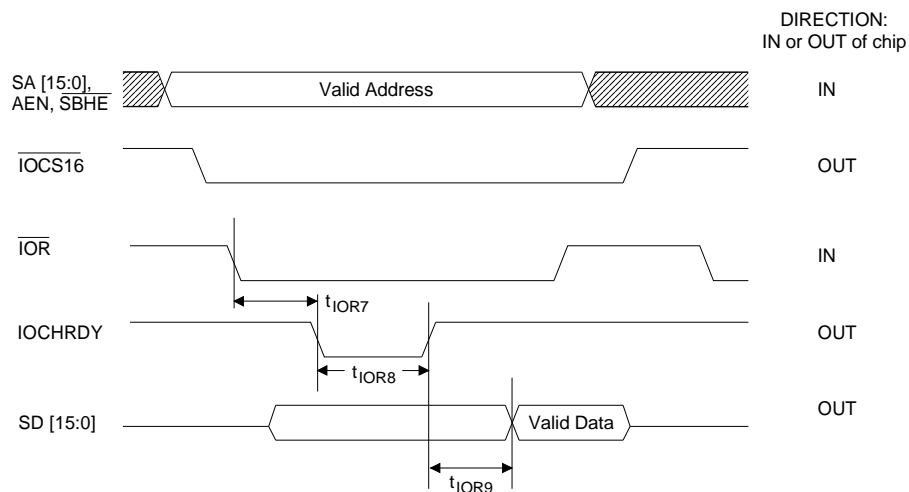 DIRECTION:
IN or OUT of chip
SA [15:0],
AEN, SBHE
Valid Address
IN
IOCS16
OUT
IOR
IN
tIOR7
IOCHRDY
OUT
tIOR8
SD [15:0]
Valid Data
OUT
tIOR9